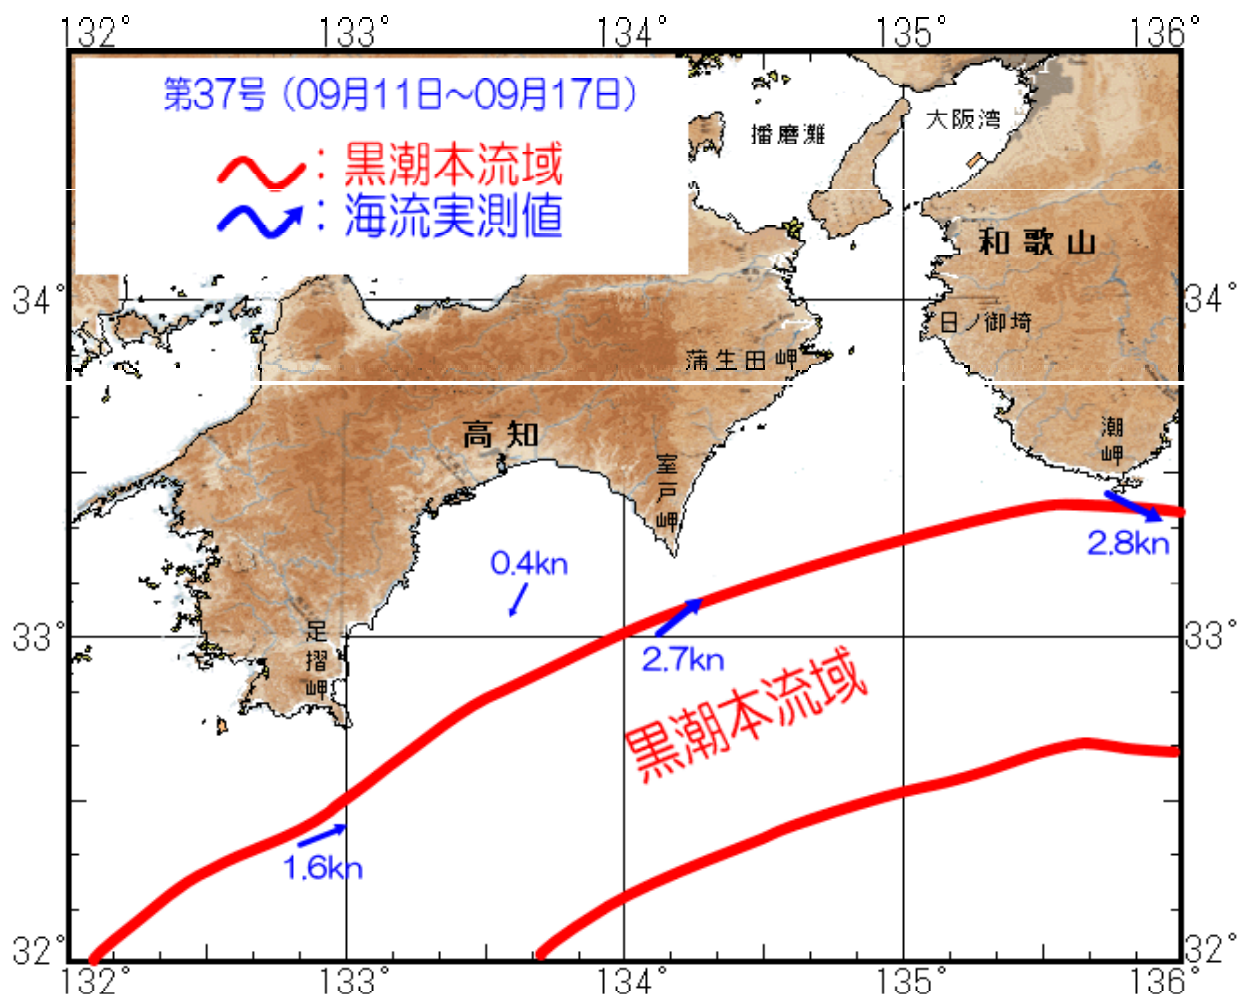 132° 133° 134° 135° 136°
第37号（09月11日～09月17日）
：黒潮本流域
：海流実測値
播磨灘
大阪湾
和歌山
34° 34°
日ノ御埼
蒲生田岬
高知
潮岬
室戸岬
2.8kn
0.4kn
足摺岬
33° 33°
2.7kn
黒潮本流域
1.6kn
32° 32°
132° 133° 134° 135° 136°